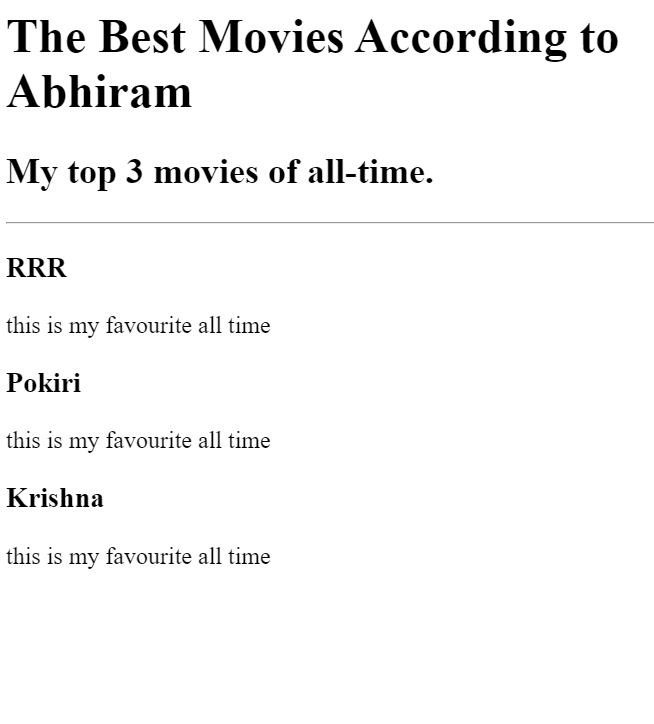 The Best Movies According to
Abhiram
My top 3 movies of all-time.
RRR
this is my favourite all time
Pokiri
this is my favourite all time
Krishna
this is my favourite all time